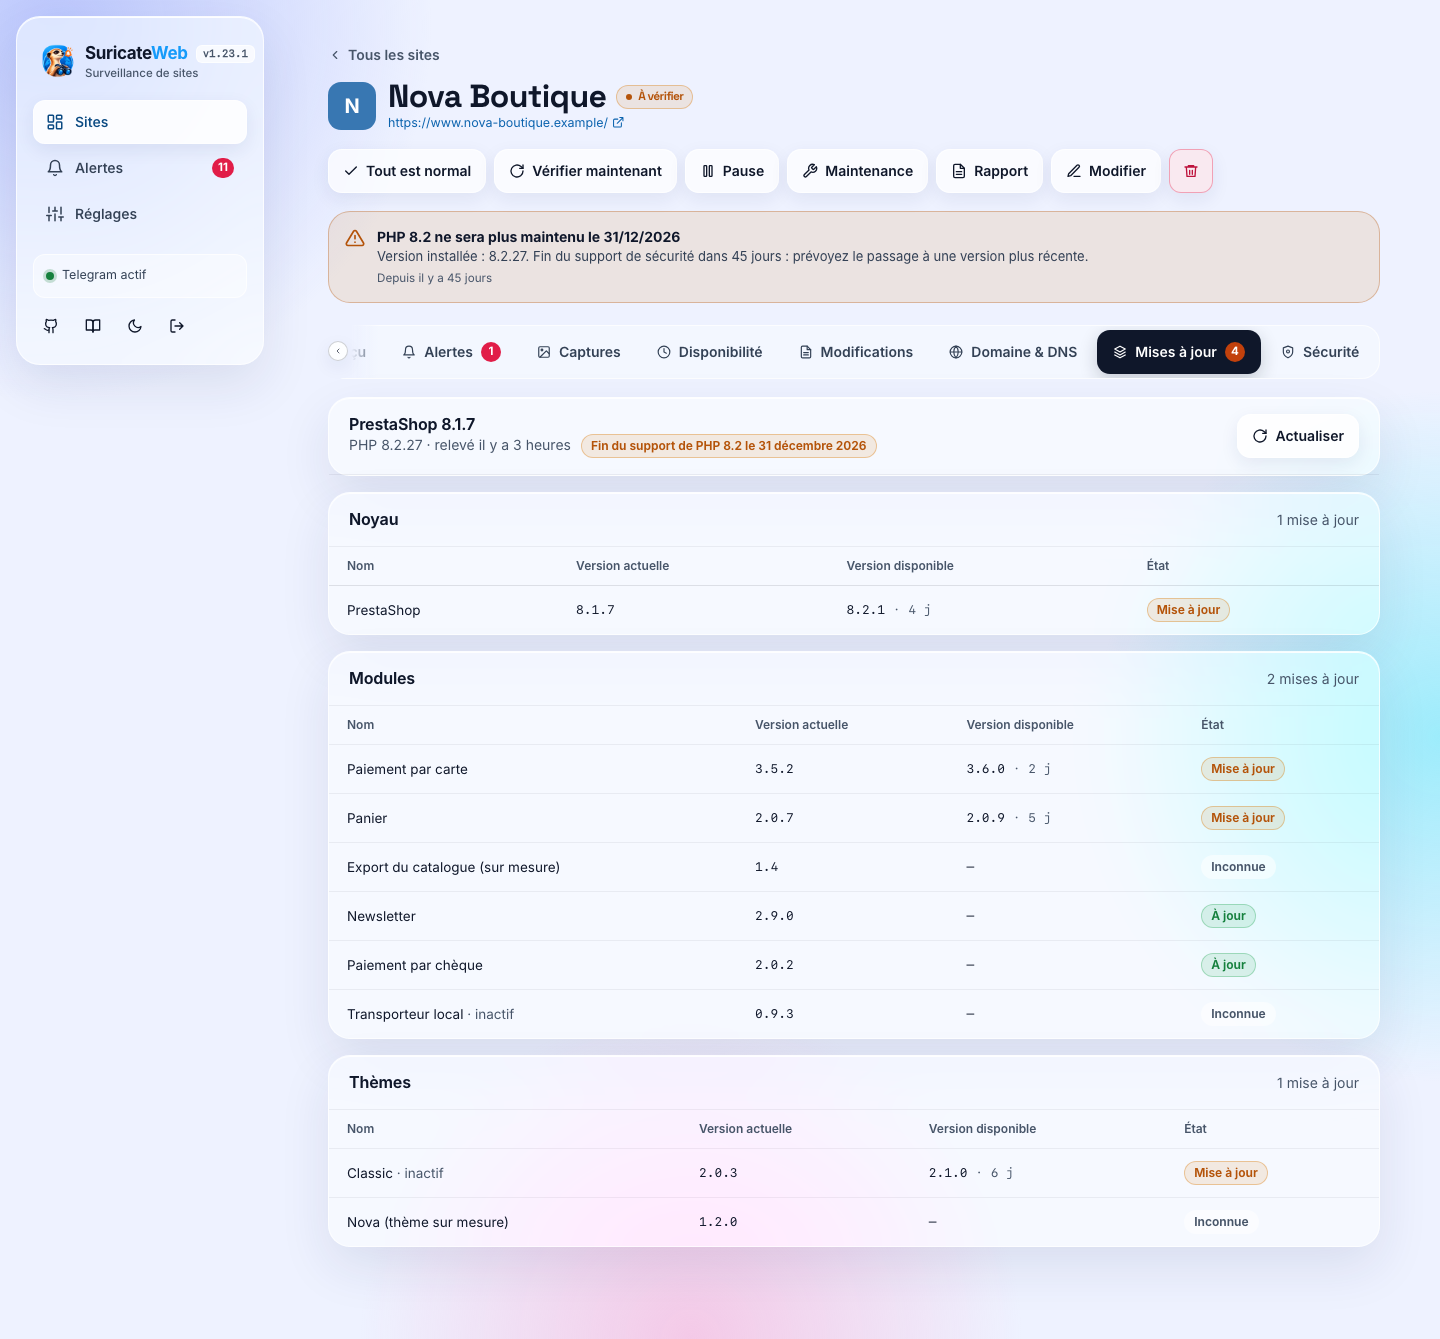 SuricateWeb v1.23.1
Surveillance de sites
Sites
Alertes 11
Réglages
Telegram actif
Tous les sites
N
Nova Boutique À vérifier
https://www.nova-boutique.example/
Tout est normal Vérifier maintenant Pause Maintenance Rapport Modifier
PHP 8.2 ne sera plus maintenu le 31/12/2026
Version installée : 8.2.27. Fin du support de sécurité dans 45 jours : prévoyez le passage à une version plus récente.
Depuis il y a 45 jours
çu Alertes 1 Captures Disponibilité Modifications Domaine & DNS Mises à jour 4 Sécurité
PrestaShop 8.1.7
PHP 8.2.27 · relevé il y a 3 heures Fin du support de PHP 8.2 le 31 décembre 2026
Actualiser
Noyau 1 mise à jour
Nom Version actuelle Version disponible État
PrestaShop 8.1.7 8.2.1 · 4 j Mise à jour
Modules 2 mises à jour
Nom Version actuelle Version disponible État
Paiement par carte 3.5.2 3.6.0 · 2 j Mise à jour
Panier 2.0.7 2.0.9 · 5 j Mise à jour
Export du catalogue (sur mesure) 1.4 – Inconnue
Newsletter 2.9.0 – À jour
Paiement par chèque 2.0.2 – À jour
Transporteur local · inactif 0.9.3 – Inconnue
Thèmes 1 mise à jour
Nom Version actuelle Version disponible État
Classic · inactif 2.0.3 2.1.0 · 6 j Mise à jour
Nova (thème sur mesure) 1.2.0 – Inconnue